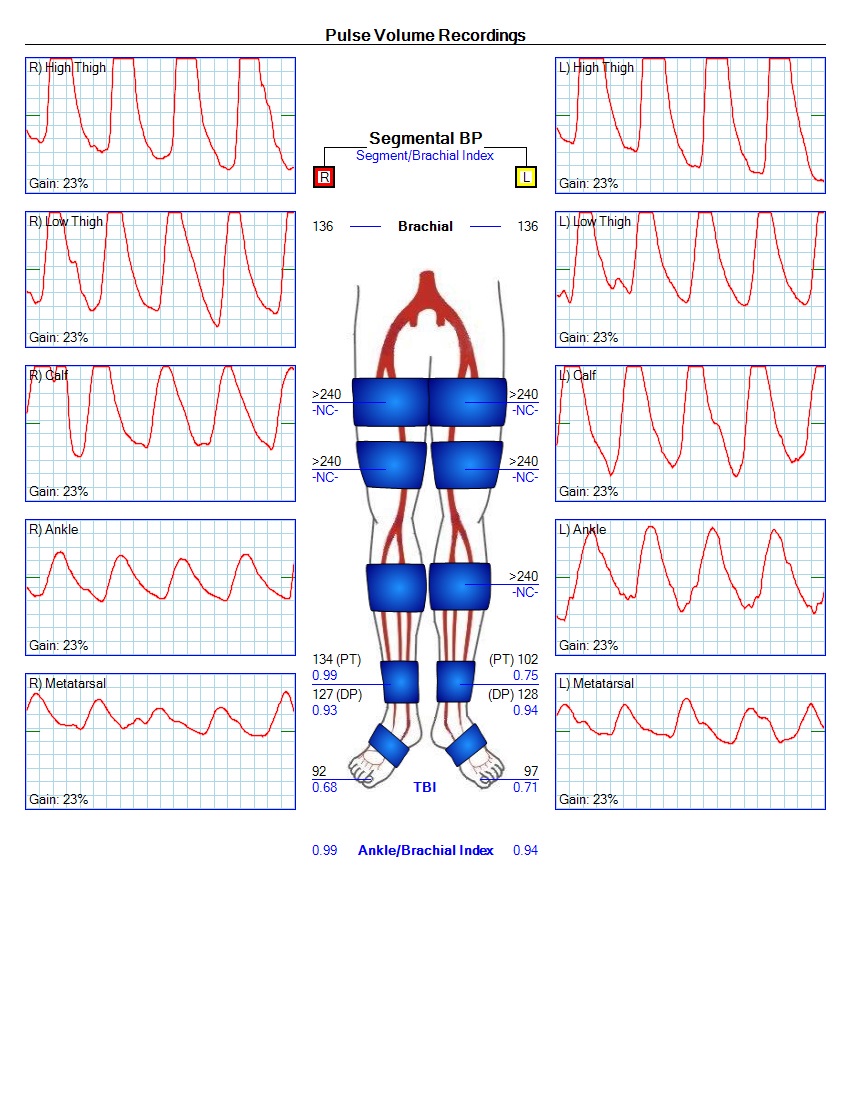 Pulse Volume Recordings
R) High Thigh
Gain: 23%
R) Low Thigh
Gain: 23%
R) Calf
Gain: 23%
R) Ankle
Gain: 23%
R) Metatarsal
Gain: 23%
Segmental BP
Segment/Brachial Index
R
L
136
Brachial
136
>240
-NC-
>240
-NC-
>240
-NC-
>240
-NC-
>240
-NC-
134 (PT)
0.99
127 (DP)
0.93
(PT) 102
0.75
(DP) 128
0.94
92
0.68
TBI
97
0.71
0.99
Ankle/Brachial Index
0.94
L) High Thigh
Gain: 23%
L) Low Thigh
Gain: 23%
L) Calf
Gain: 23%
L) Ankle
Gain: 23%
L) Metatarsal
Gain: 23%